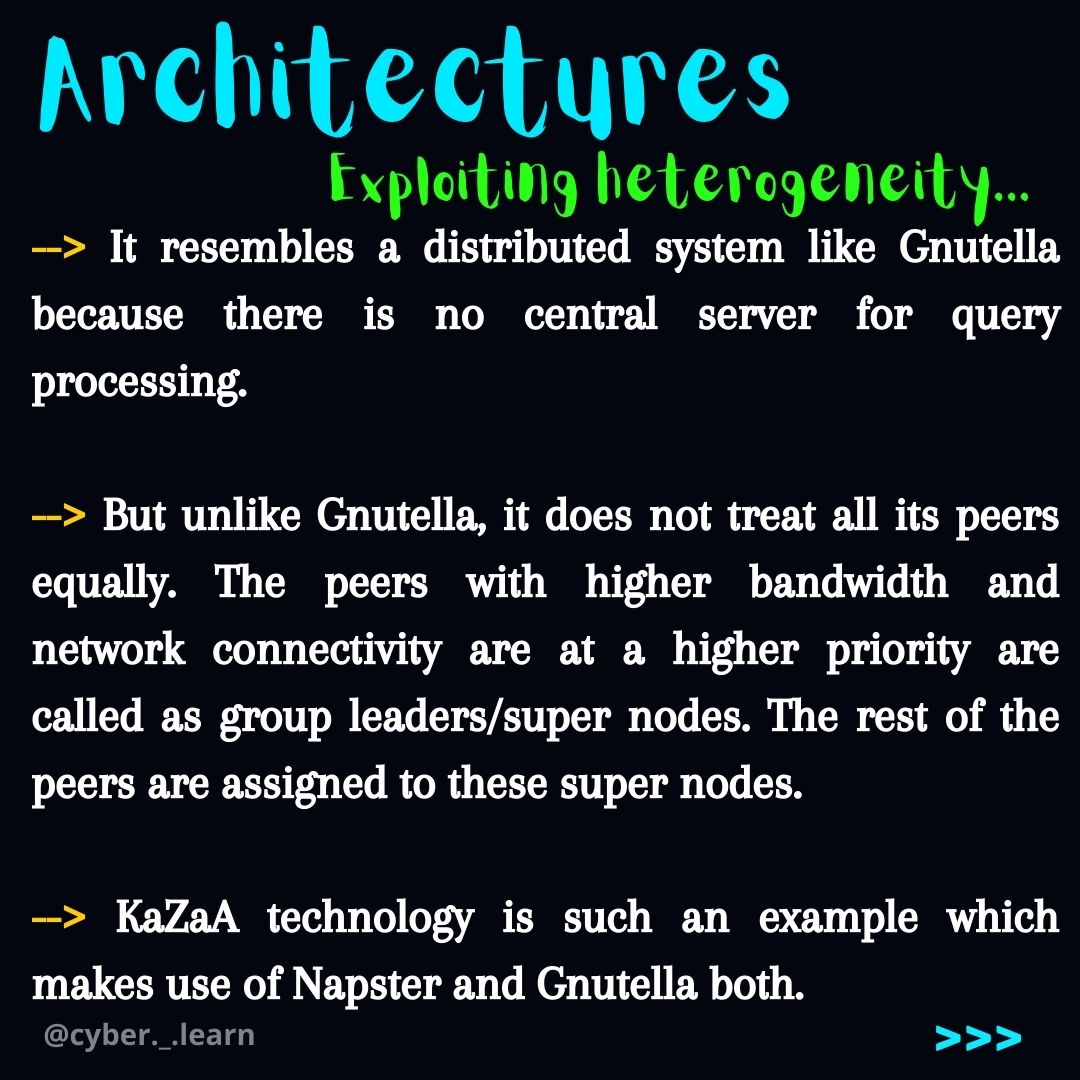 Architectures
Exploiting heterogeneity...
--> It resembles a distributed system like Gnutella
because there is no central server for query
processing.
--> But unlike Gnutella, it does not treat all its peers
equally. The peers with higher bandwidth and
network connectivity are at a higher priority are
called as group leaders/super nodes. The rest of the
peers are assigned to these super nodes.
--> KaZaA technology is such an example which
makes use of Napster and Gnutella both.
@cyber._.learn
>>>